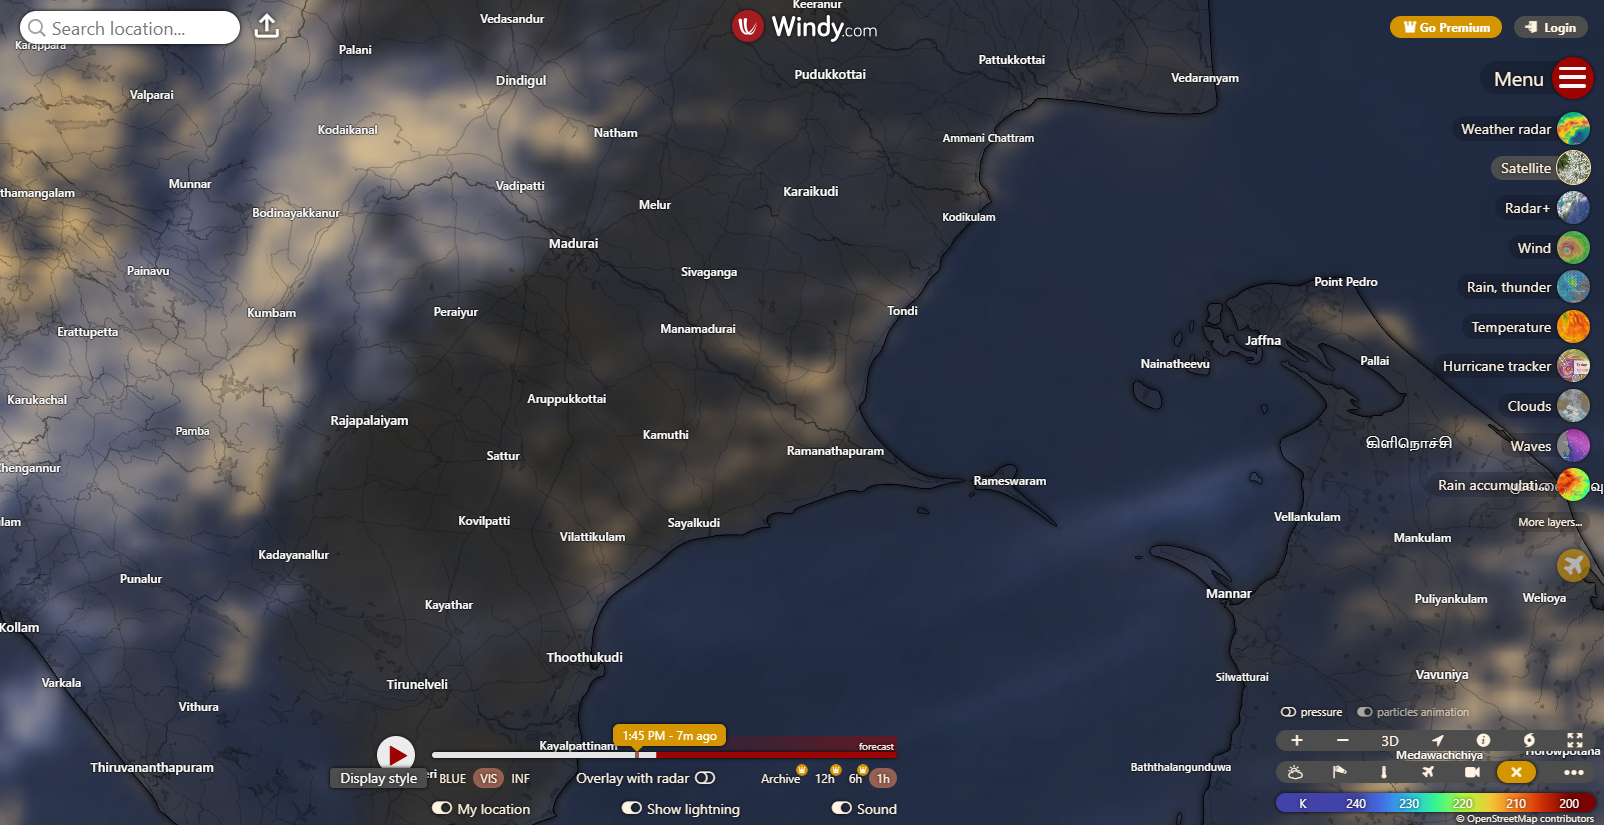 Search location...
Windy.com
Go Premium
Login
Menu
Weather radar
Satellite
Radar+
Wind
Rain, thunder
Temperature
Hurricane tracker
Clouds
Waves
Rain accumulati...
More layers...
Keeranur
Vedasandur
Karappara
Palani
Pattukkottai
Pudukkottai
Vedaranyam
Dindigul
Valparai
Kodaikanal
Natham
Ammani Chattram
thamangalam
Munnar
Vadipatti
Karaikudi
Melur
Bodinayakkanur
Kodikulam
Madurai
Painavu
Sivaganga
Point Pedro
Kumbam
Peraiyur
Tondi
Erattupetta
Manamadurai
Jaffna
Nainatheevu
Pallai
Karukachal
Aruppukkottai
Rajapalaiyam
Pamba
Kamuthi
கிளிநொச்சி
Sattur
Ramanathapuram
Chengannur
Rameswaram
Kovilpatti
Sayalkudi
Vellankulam
Vilattikulam
Mankulam
Kadayanallur
Punalur
Mannar
Kayathar
Puliyankulam
Welioya
Kollam
Thoothukudi
Vavuniya
Silwatturai
Varkala
Tirunelveli
Vithura
Kayalpattinam
Thiruvananthapuram
Baththalangunduwa
Medawachchiya
Horowpotana
1:45 PM - 7m ago
forecast
Display style
BLUE VIS INF
Overlay with radar
Archive 12h 6h 1h
My location
Show lightning
Sound
pressure
particles animation
3D
K 240 230 220 210 200
© OpenStreetMap contributors